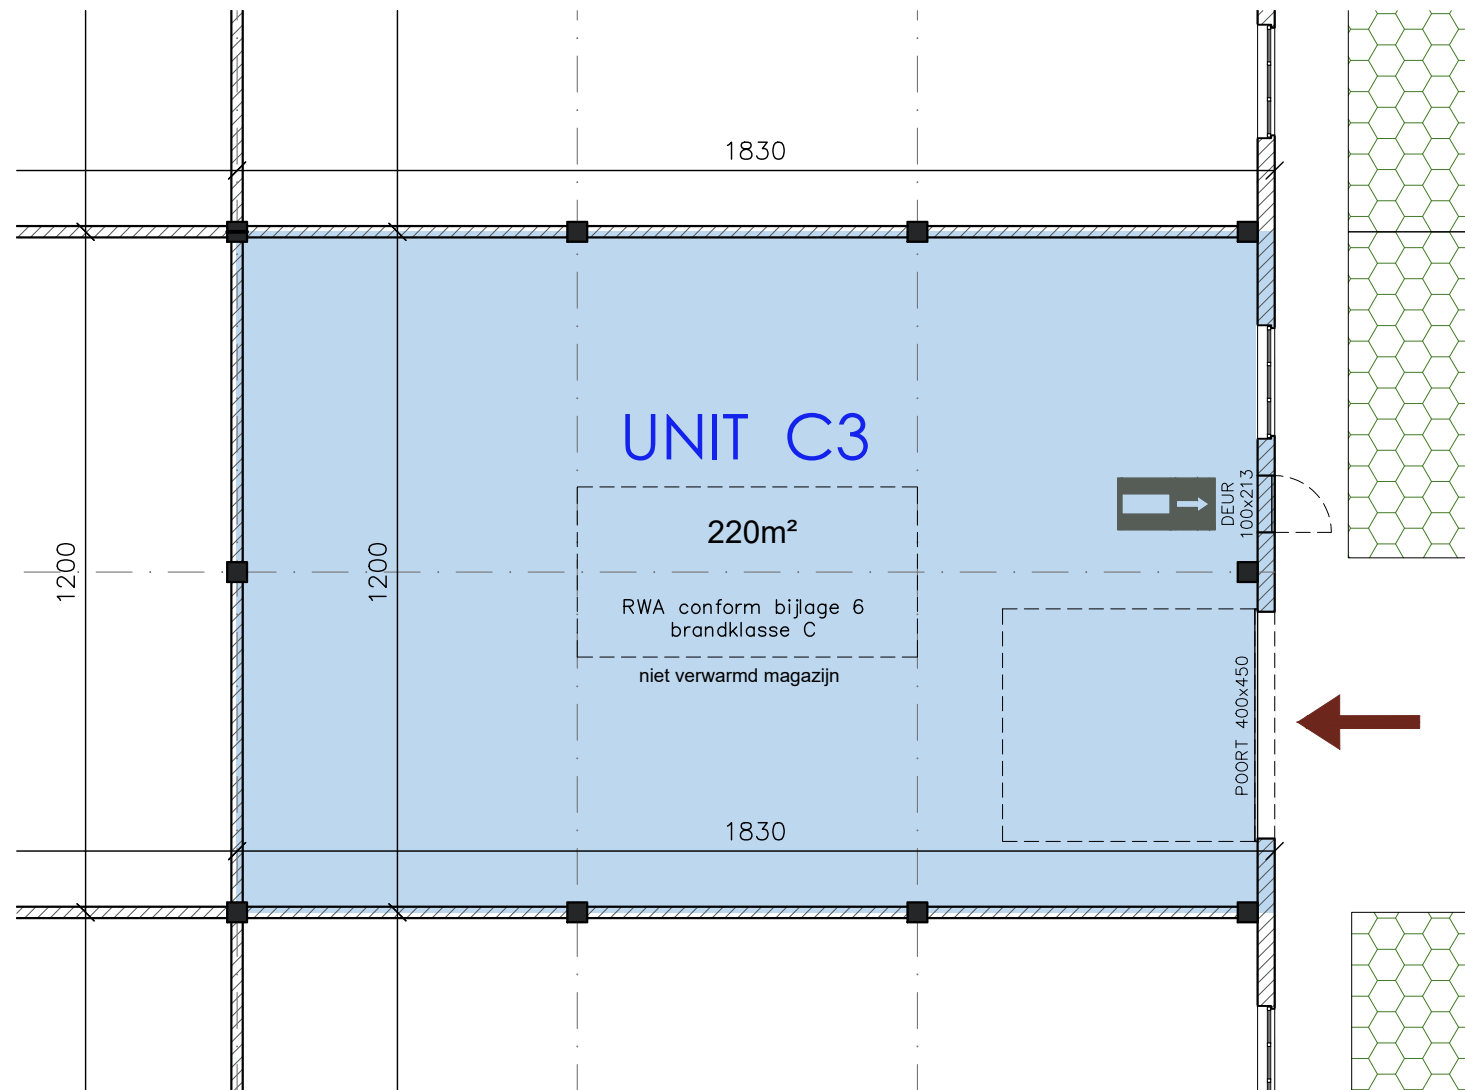 1830
UNIT C3
DEUR
100x213
220m²
1200
1200
RWA conform bijlage 6
brandklasse C
niet verwarmd magazijn
POORT 400x450
1830